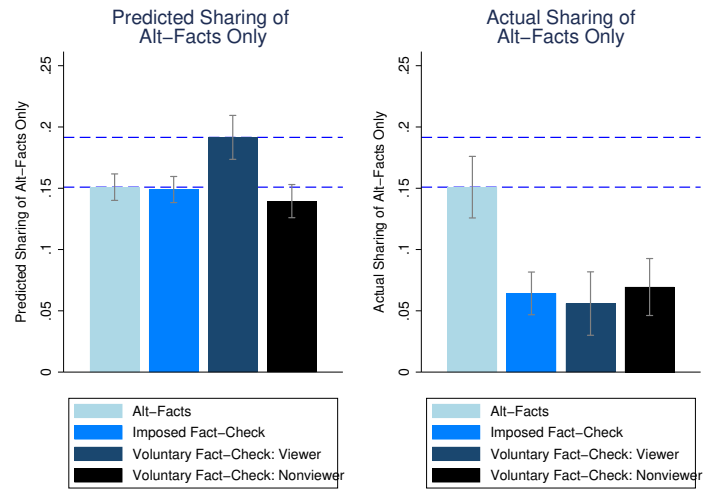 Predicted Sharing of
Alt−Facts Only
Predicted Sharing of Alt−Facts Only
.25
.2
.15
.1
.05
0
Alt−Facts
Imposed Fact−Check
Voluntary Fact−Check: Viewer
Voluntary Fact−Check: Nonviewer
Actual Sharing of
Alt−Facts Only
Actual Sharing of Alt−Facts Only
.25
.2
.15
.1
.05
0
Alt−Facts
Imposed Fact−Check
Voluntary Fact−Check: Viewer
Voluntary Fact−Check: Nonviewer